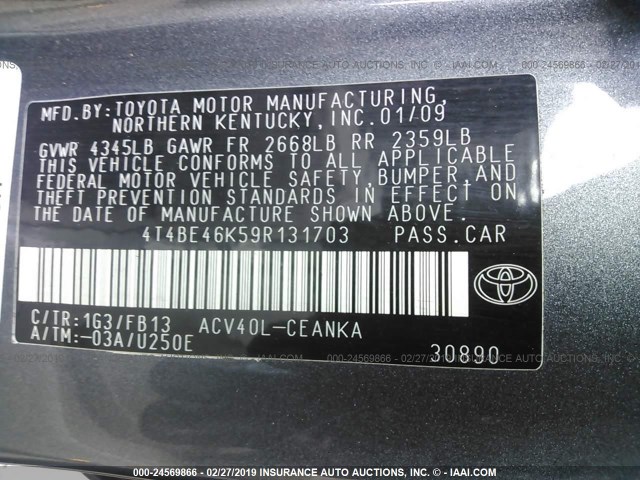 MFD.BY:TOYOTA MOTOR MANUFACTURING,
NORTHERN KENTUCKY,INC.01/09
GVWR 4345LB GAWR FR 2668LB RR 2359LB
THIS VEHICLE CONFORMS TO ALL APPLICABLE
FEDERAL MOTOR VEHICLE SAFETY,BUMPER,AND
THEFT PREVENTION STANDARDS IN EFFECT ON
THE DATE OF MANUFACTURE SHOWN ABOVE.
4T4BE46K59R131703 PASS.CAR
C/TR:1G3/FB13 ACV40L-CEANKA
A/TM:-03A/U250E
30890
TOYOTA
000-24569866 - 02/27/2019 INSURANCE AUTO AUCTIONS, INC. - © IAAI.COM